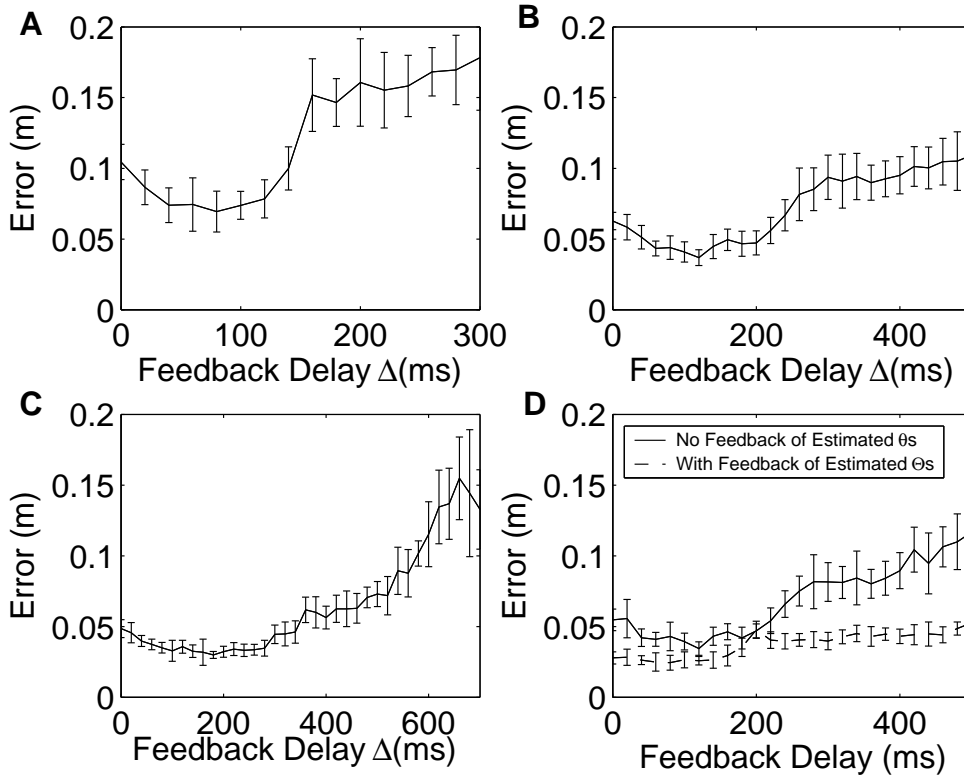 A
0.2
0.15
0.1
0.05
0
Error (m)
0 100 200 300
Feedback Delay Δ(ms)
B
0.2
0.15
0.1
0.05
0
Error (m)
0 200 400
Feedback Delay Δ(ms)
C
0.2
0.15
0.1
0.05
0
Error (m)
0 200 400 600
Feedback Delay Δ(ms)
D
0.2
0.15
0.1
0.05
0
Error (m)
No Feedback of Estimated θs
With Feedback of Estimated Θs
0 200 400
Feedback Delay (ms)